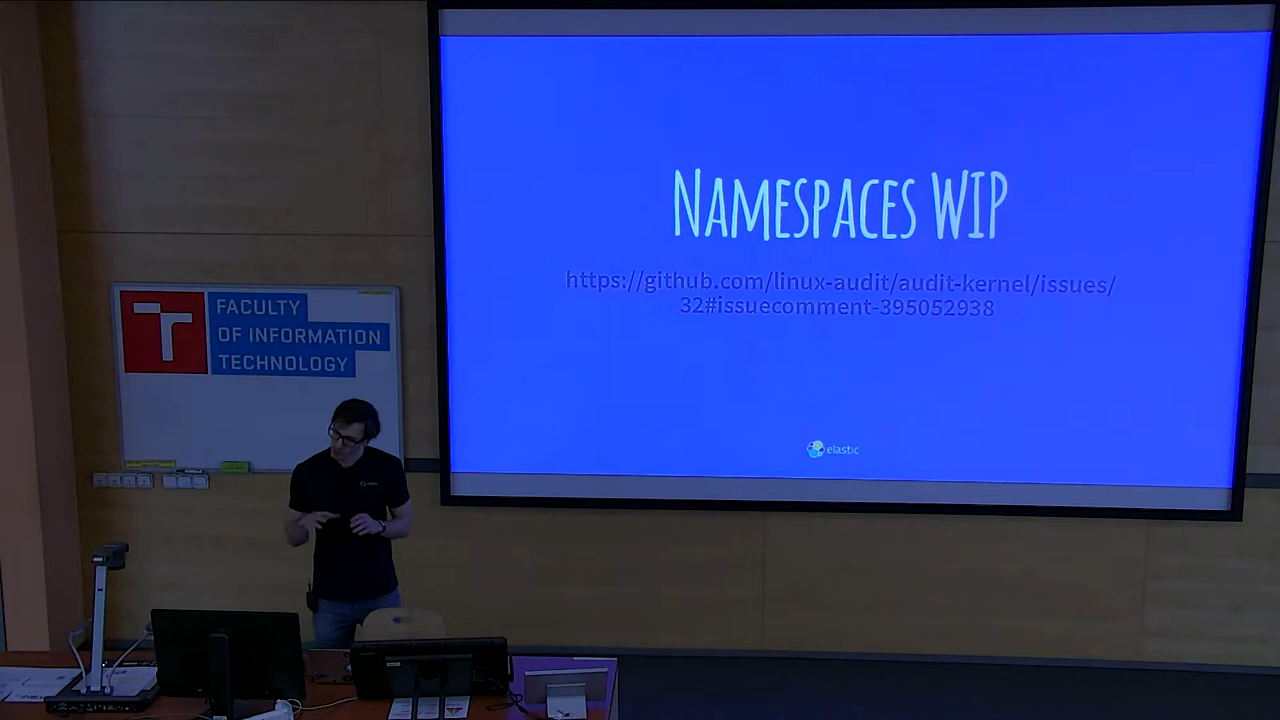 NAMESPACES WIP
https://github.com/linux-audit/audit-kernel/issues/
32#issuecomment-395052938
elastic
FACULTY
OF INFORMATION
TECHNOLOGY